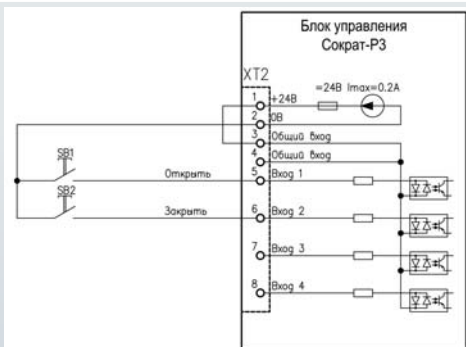 Блок управления
Сократ-Р3
XT2
=24В Imax=0.2А
1 +24В
2 0В
3 Общий вход
4 Общий вход
SB1
Открыть 5 Вход 1
SB2
Закрыть 6 Вход 2
7 Вход 3
8 Вход 4